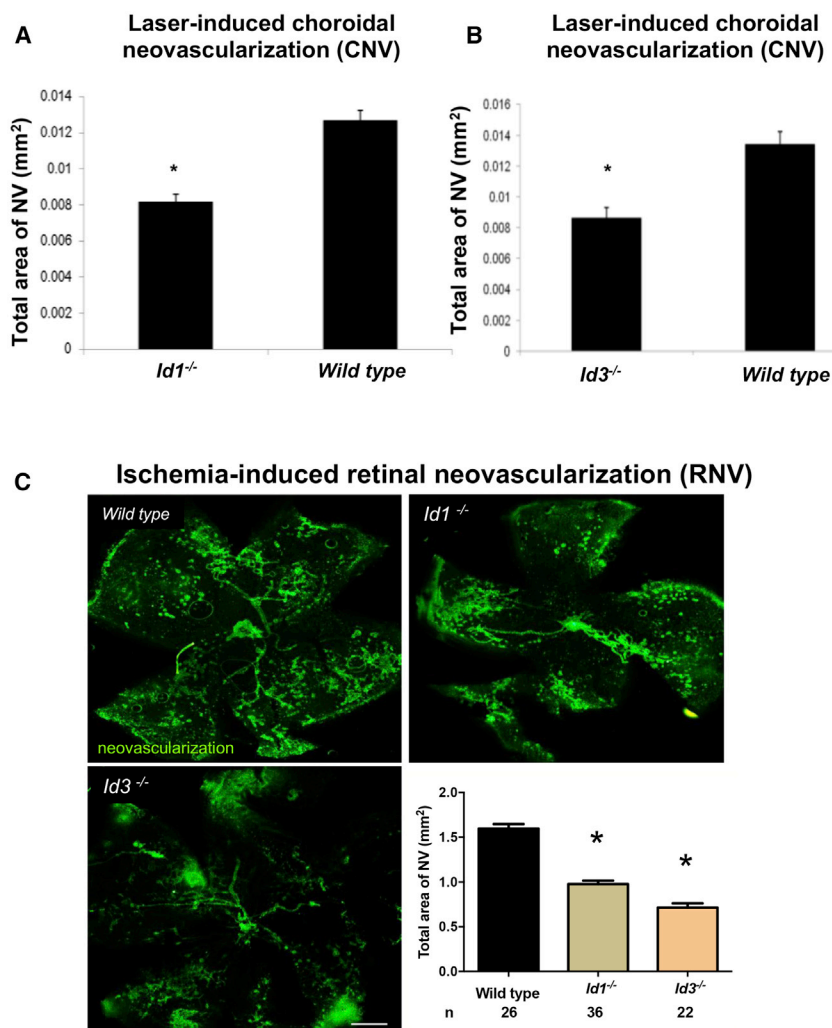 A
Laser-induced choroidal
neovascularization (CNV)
Total area of NV (mm²)
0.014
0.012
0.01
0.008
0.006
0.004
0.002
0
*
Id1-/-
Wild type
B
Laser-induced choroidal
neovascularization (CNV)
Total area of NV (mm²)
0.016
0.014
0.012
0.01
0.008
0.006
0.004
0.002
0
*
Id3-/-
Wild type
C
Ischemia-induced retinal neovascularization (RNV)
Wild type
neovascularization
Id1 -/-
Id3 -/-
Total area of NV (mm²)
2.0
1.5
1.0
0.5
0.0
* *
Wild type Id1-/- Id3-/-
n 26 36 22